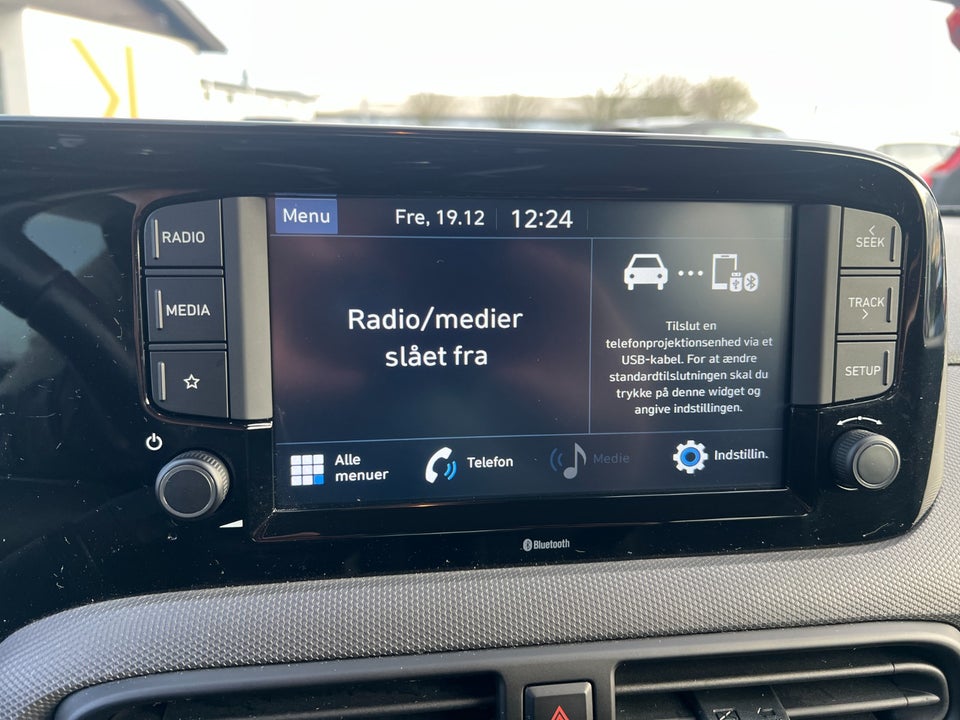 Menu
Fre, 19.12
12:24
RADIO
MEDIA
Radio/medier
slået fra
Tilslut en
telefonprojektionsenhed via et
USB-kabel. For at ændre
standardtilslutningen skal du
trykke på denne widget og
angive indstillingen.
SEEK
TRACK
SETUP
Alle
menuer
Telefon
Medie
Indstillin.
Bluetooth